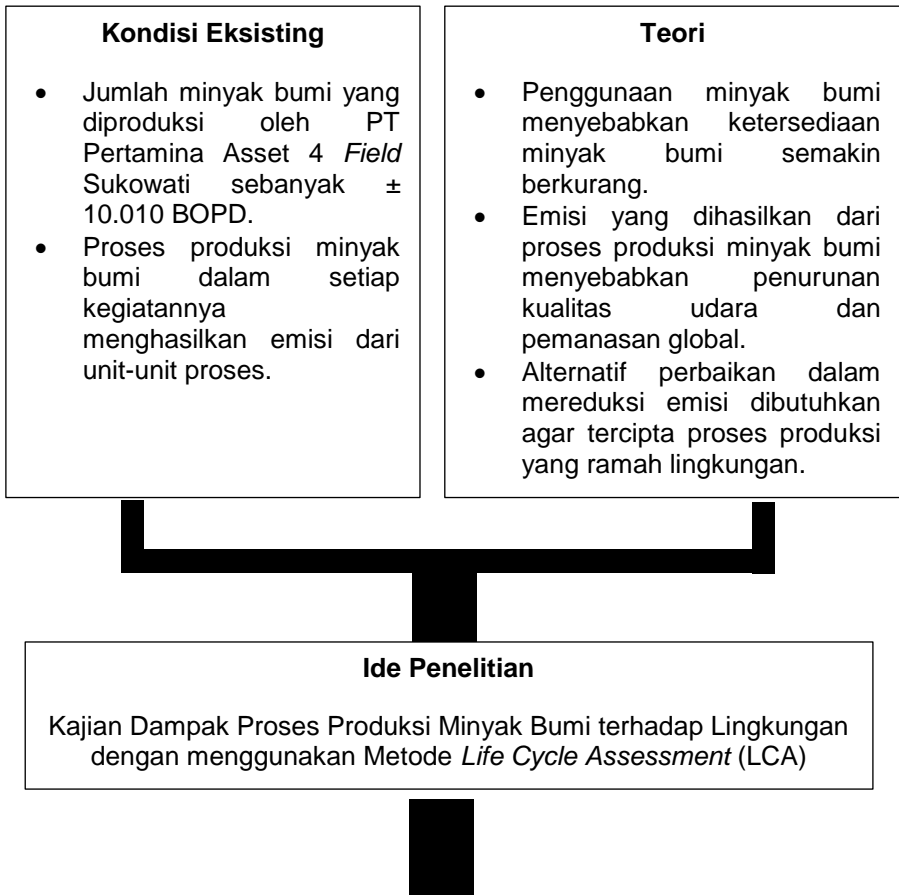 Kondisi Eksisting
• Jumlah minyak bumi yang
diproduksi oleh PT
Pertamina Asset 4 Field
Sukowati sebanyak ±
10.010 BOPD.
• Proses produksi minyak
bumi dalam setiap
kegiatannya
menghasilkan emisi dari
unit-unit proses.
Teori
• Penggunaan minyak bumi
menyebabkan ketersediaan
minyak bumi semakin
berkurang.
• Emisi yang dihasilkan dari
proses produksi minyak bumi
menyebabkan penurunan
kualitas udara dan
pemanasan global.
• Alternatif perbaikan dalam
mereduksi emisi dibutuhkan
agar tercipta proses produksi
yang ramah lingkungan.
Ide Penelitian
Kajian Dampak Proses Produksi Minyak Bumi terhadap Lingkungan
dengan menggunakan Metode Life Cycle Assessment (LCA)